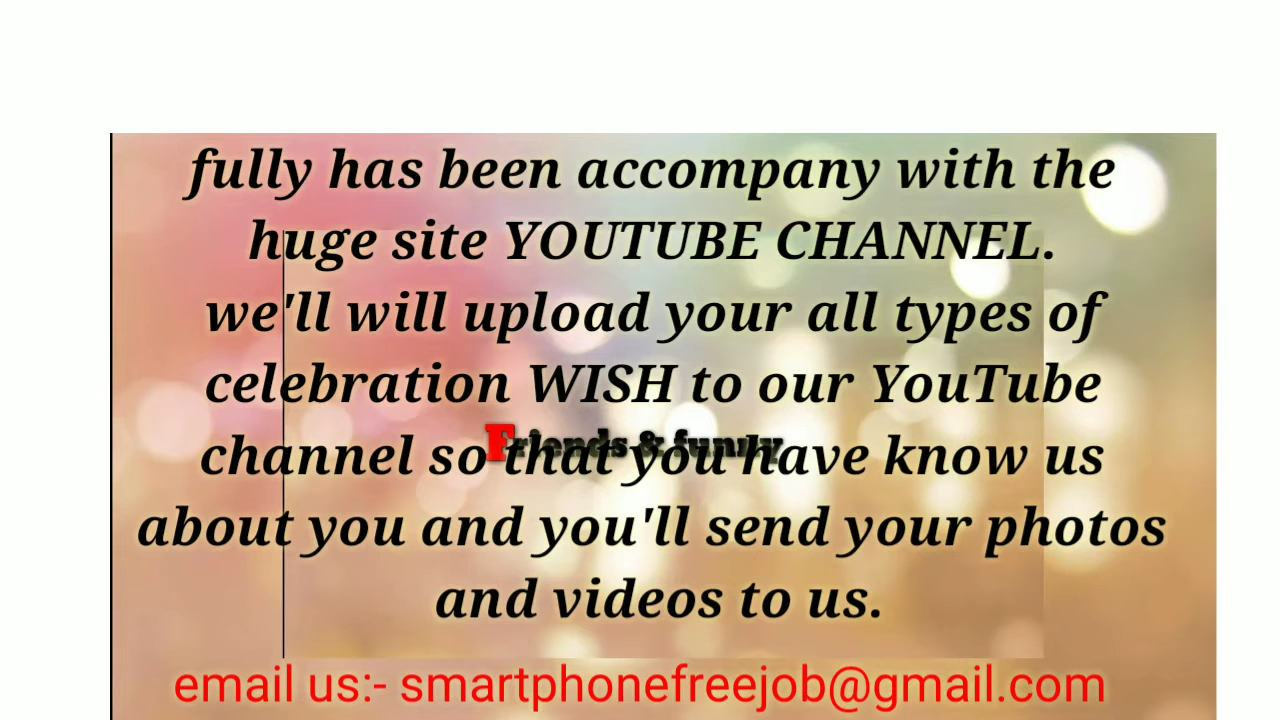 fully has been accompany with the
huge site YOUTUBE CHANNEL.
we'll will upload your all types of
celebration WISH to our YouTube
Friends & funny
channel so that you have know us
about you and you'll send your photos
and videos to us.
email us:- smartphonefreejob@gmail.com